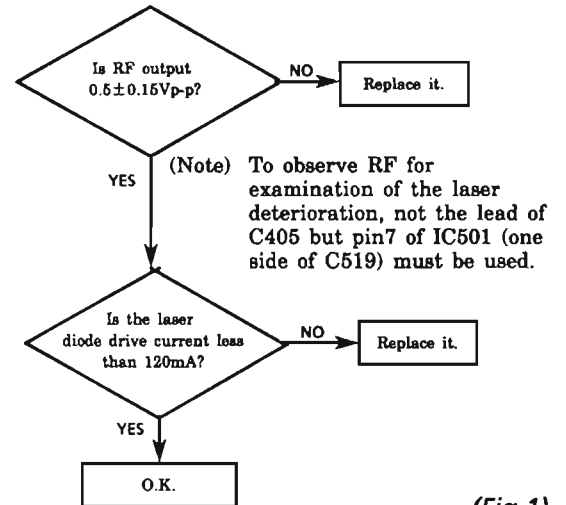 Is RF output
0.5±0.15Vp-p?
NO
Replace it.
YES
(Note) To observe RF for
examination of the laser
deterioration, not the lead of
C405 but pin7 of IC501 (one
side of C519) must be used.
Is the laser
diode drive current less
than 120mA?
NO
Replace it.
YES
O.K.